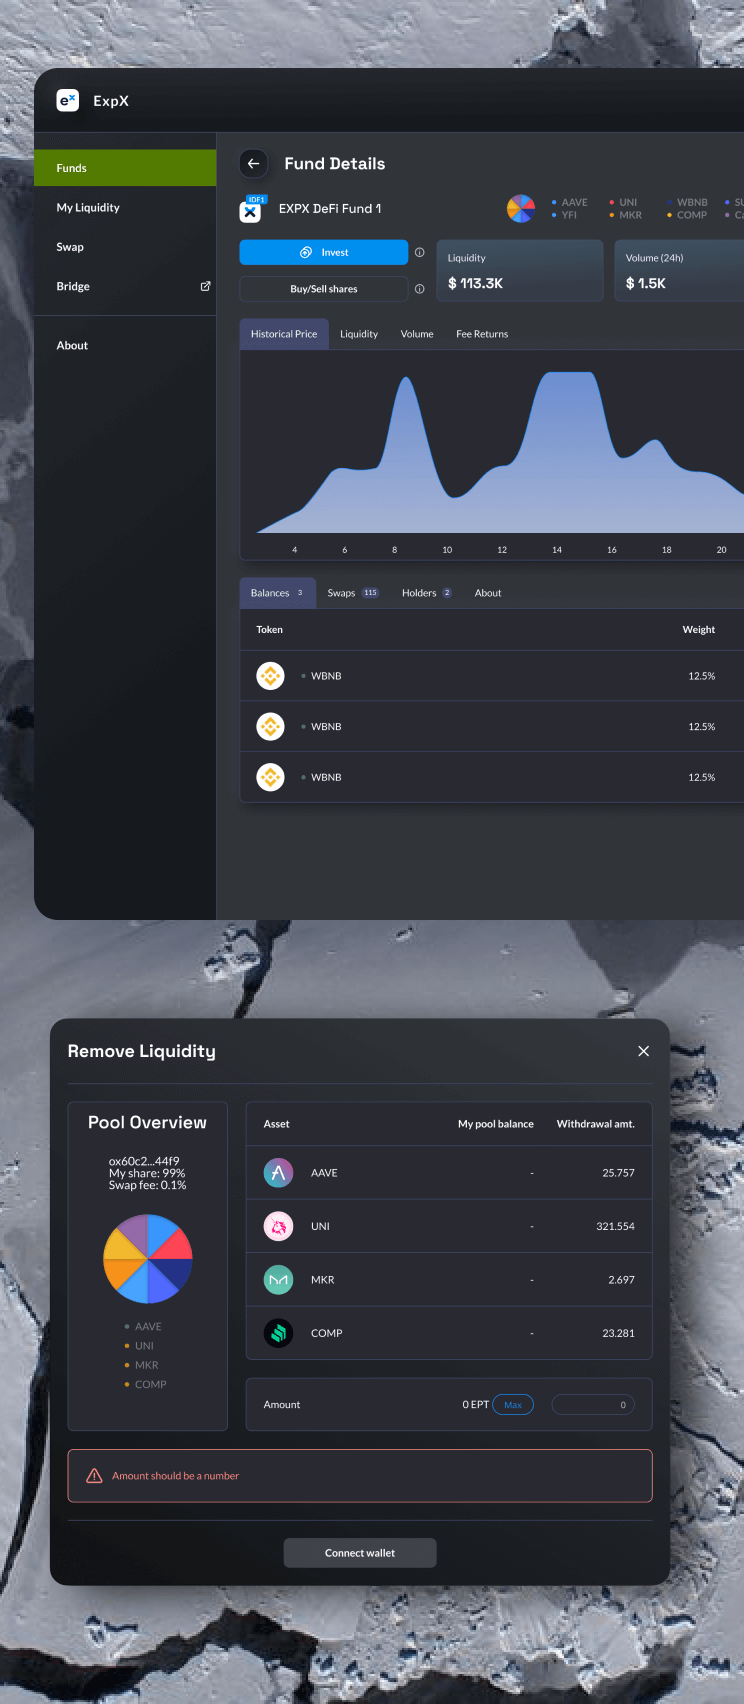 ex ExpX
Funds
My Liquidity
Swap
Bridge
About
Fund Details
IDF1
EXPX DeFi Fund 1
AAVE UNI WBNB
YFI MKR COMP
Invest
Buy/Sell shares
Liquidity
$ 113.3K
Volume (24h)
$ 1.5K
Historical Price Liquidity Volume Fee Returns
4 6 8 10 12 14 16 18 20
Balances 3 Swaps 115 Holders 2 About
Token Weight
WBNB 12.5%
WBNB 12.5%
WBNB 12.5%
Remove Liquidity
Pool Overview
ox60c2...44f9
My share: 99%
Swap fee: 0.1%
AAVE
UNI
MKR
COMP
Asset My pool balance Withdrawal amt.
AAVE - 25.757
UNI - 321.554
MKR - 2.697
COMP - 23.281
Amount 0 EPT Max 0
Amount should be a number
Connect wallet